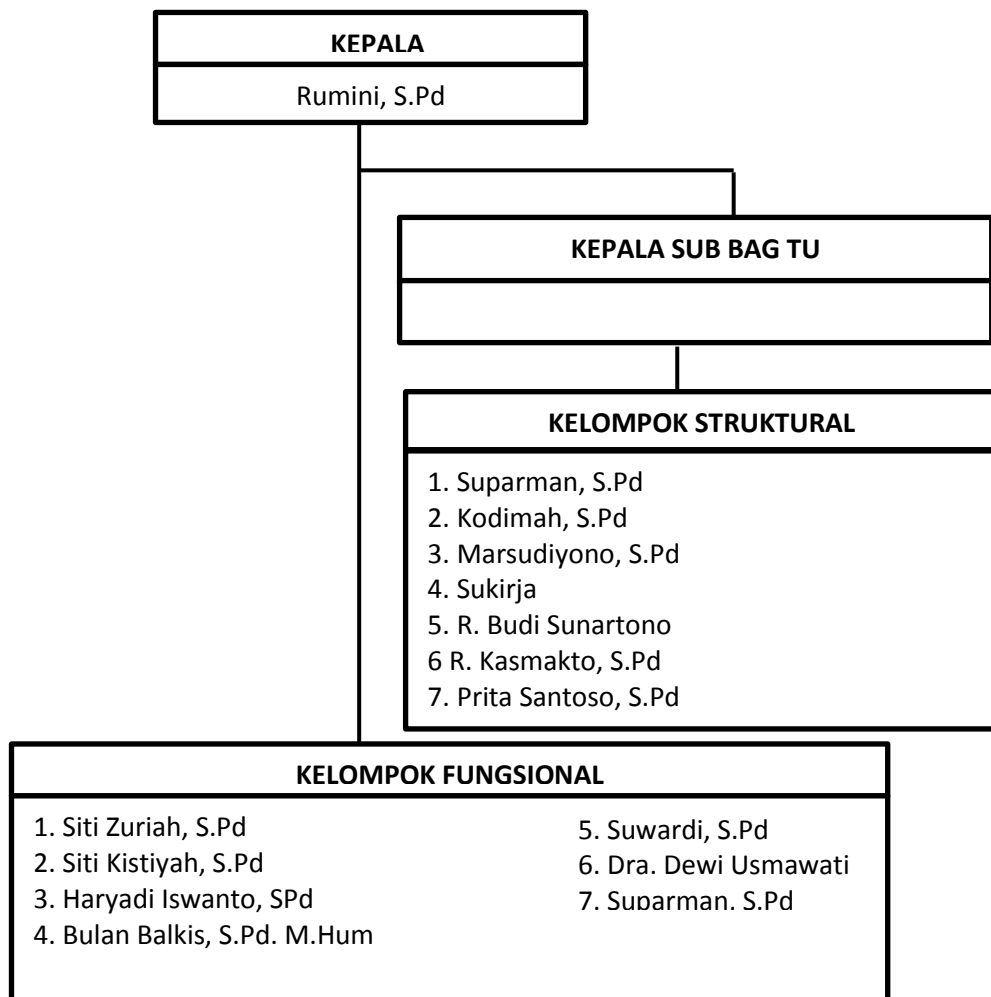 KEPALA
Rumini, S.Pd
KEPALA SUB BAG TU
KELOMPOK STRUKTURAL
1. Suparman, S.Pd
2. Kodimah, S.Pd
3. Marsudiyono, S.Pd
4. Sukirja
5. R. Budi Sunartono
6 R. Kasmakto, S.Pd
7. Prita Santoso, S.Pd
KELOMPOK FUNGSIONAL
1. Siti Zuriah, S.Pd
2. Siti Kistiyah, S.Pd
3. Haryadi Iswanto, SPd
4. Bulan Balkis, S.Pd. M.Hum
5. Suwardi, S.Pd
6. Dra. Dewi Usmawati
7. Suparman, S.Pd